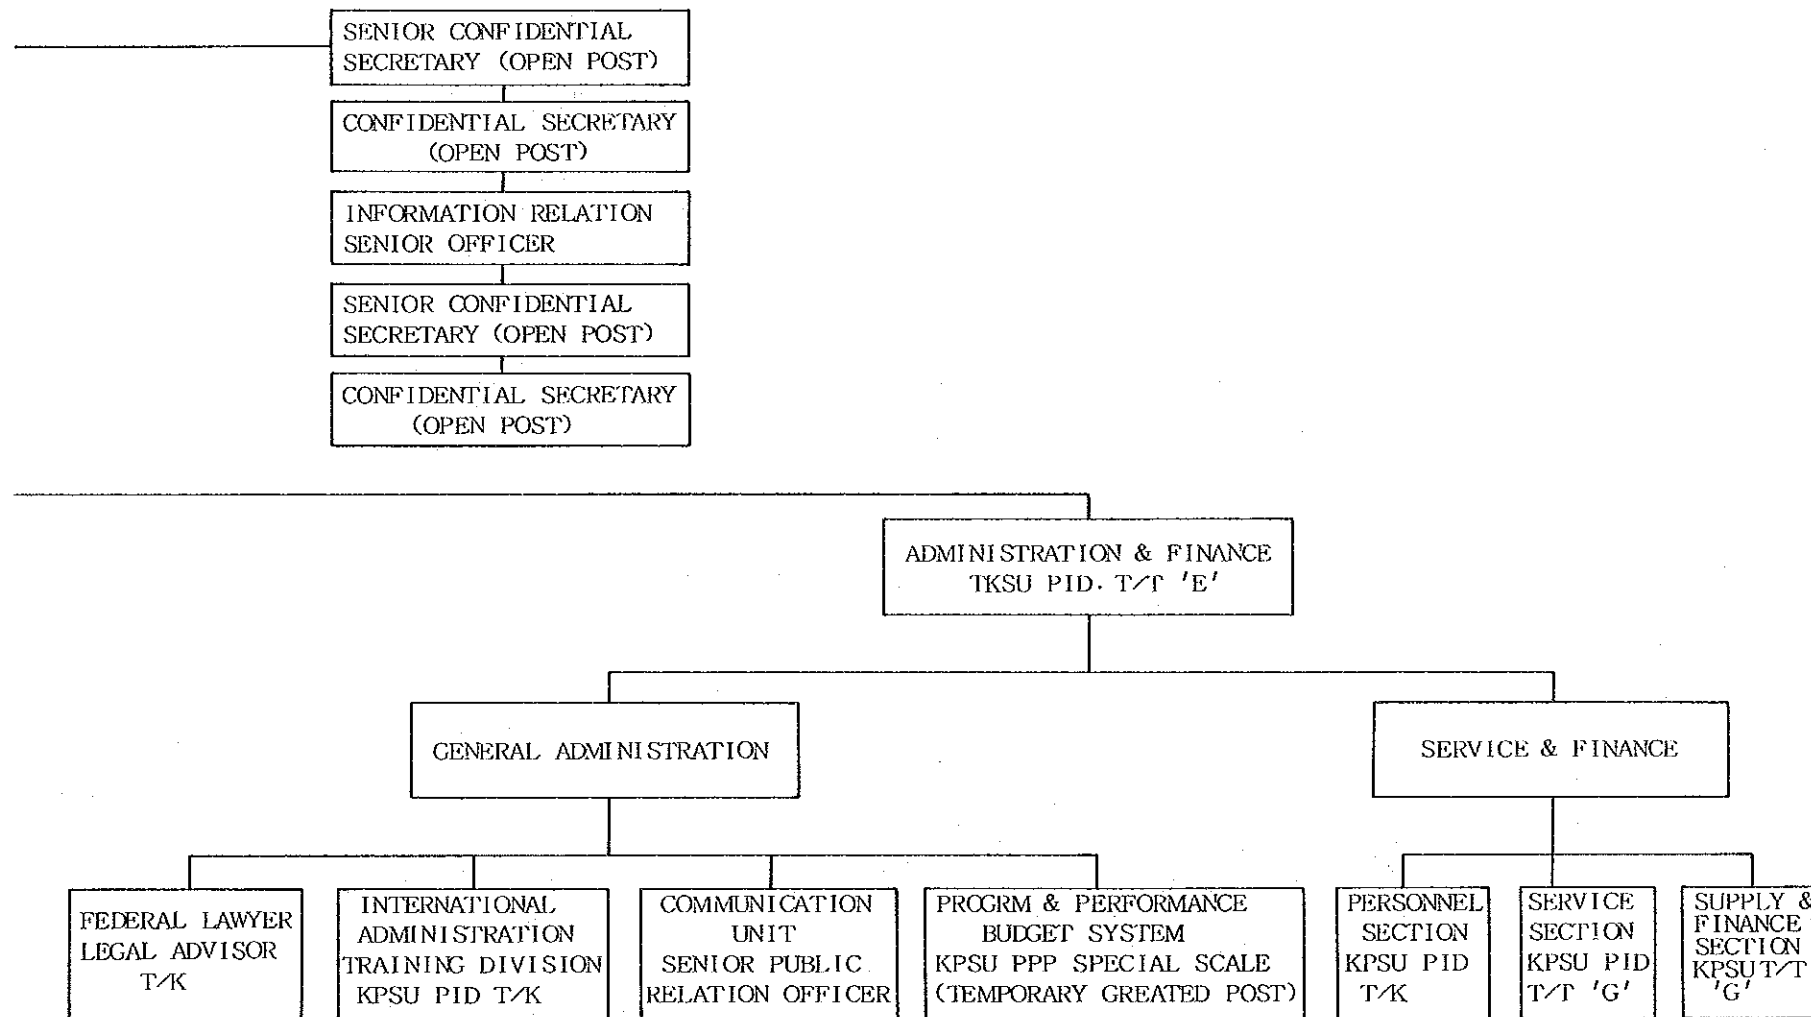 SENIOR CONFIDENTIAL
SECRETARY (OPEN POST)
CONFIDENTIAL SECRETARY
(OPEN POST)
INFORMATION RELATION
SENIOR OFFICER
SENIOR CONFIDENTIAL
SECRETARY (OPEN POST)
CONFIDENTIAL SECRETARY
(OPEN POST)
ADMINISTRATION & FINANCE
TKSU PID. T/T 'E'
GENERAL ADMINISTRATION
SERVICE & FINANCE
FEDERAL LAWYER
LEGAL ADVISOR
T/K
INTERNATIONAL
ADMINISTRATION
TRAINING DIVISION
KPSU PID T/K
COMMUNICATION
UNIT
SENIOR PUBLIC
RELATION OFFICER
PROGRM & PERFORMANCE
BUDGET SYSTEM
KPSU PPP SPECIAL SCALE
(TEMPORARY GREATED POST)
PERSONNEL
SECTION
KPSU PID
T/K
SERVICE
SECTION
KPSU PID
T/T 'G'
SUPPLY &
FINANCE
SECTION
KPSU T/T
'G'